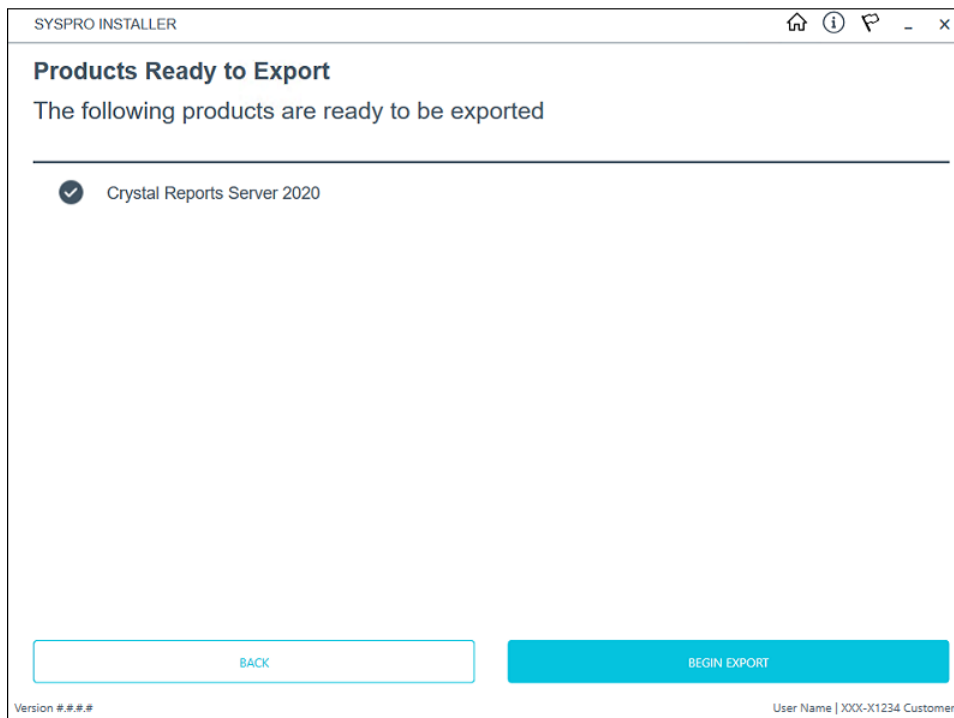 SYSPRO INSTALLER
Products Ready to Export
The following products are ready to be exported
Crystal Reports Server 2020
BACK
BEGIN EXPORT
Version #.#.#.#
User Name | XXX-X1234 Customer